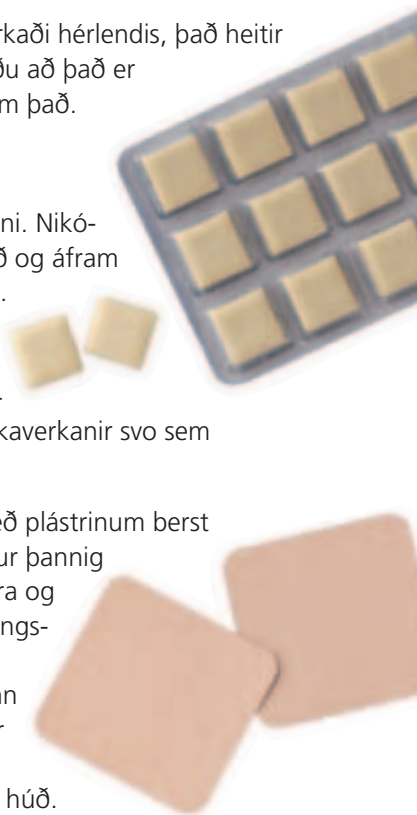 rkaði hérlendis, það heitir
ðu að það er
m það.
ni. Nikó-
ð og áfram
.
-
kaverkanir svo sem
eð plástrinum berst
ur þannig
ra og
ngs-
an
r
húð.